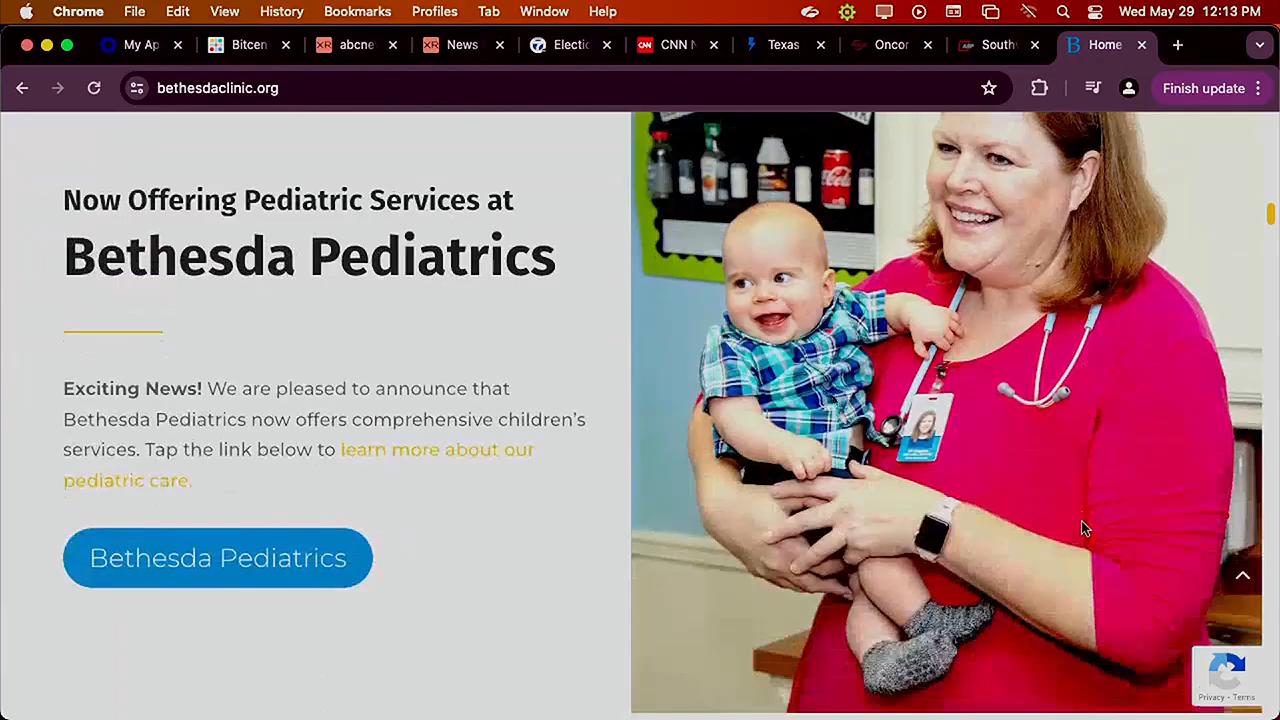 Chrome File Edit View History Bookmarks Profiles Tab Window Help Wed May 29 12:13 PM
My Ap Bitcen abcne News Electic CNN N Texas Oncor South Home
bethesdaclinic.org Finish update
Now Offering Pediatric Services at
Bethesda Pediatrics
Exciting News! We are pleased to announce that
Bethesda Pediatrics now offers comprehensive children’s
services. Tap the link below to learn more about our
pediatric care.
Bethesda Pediatrics
Privacy - Terms